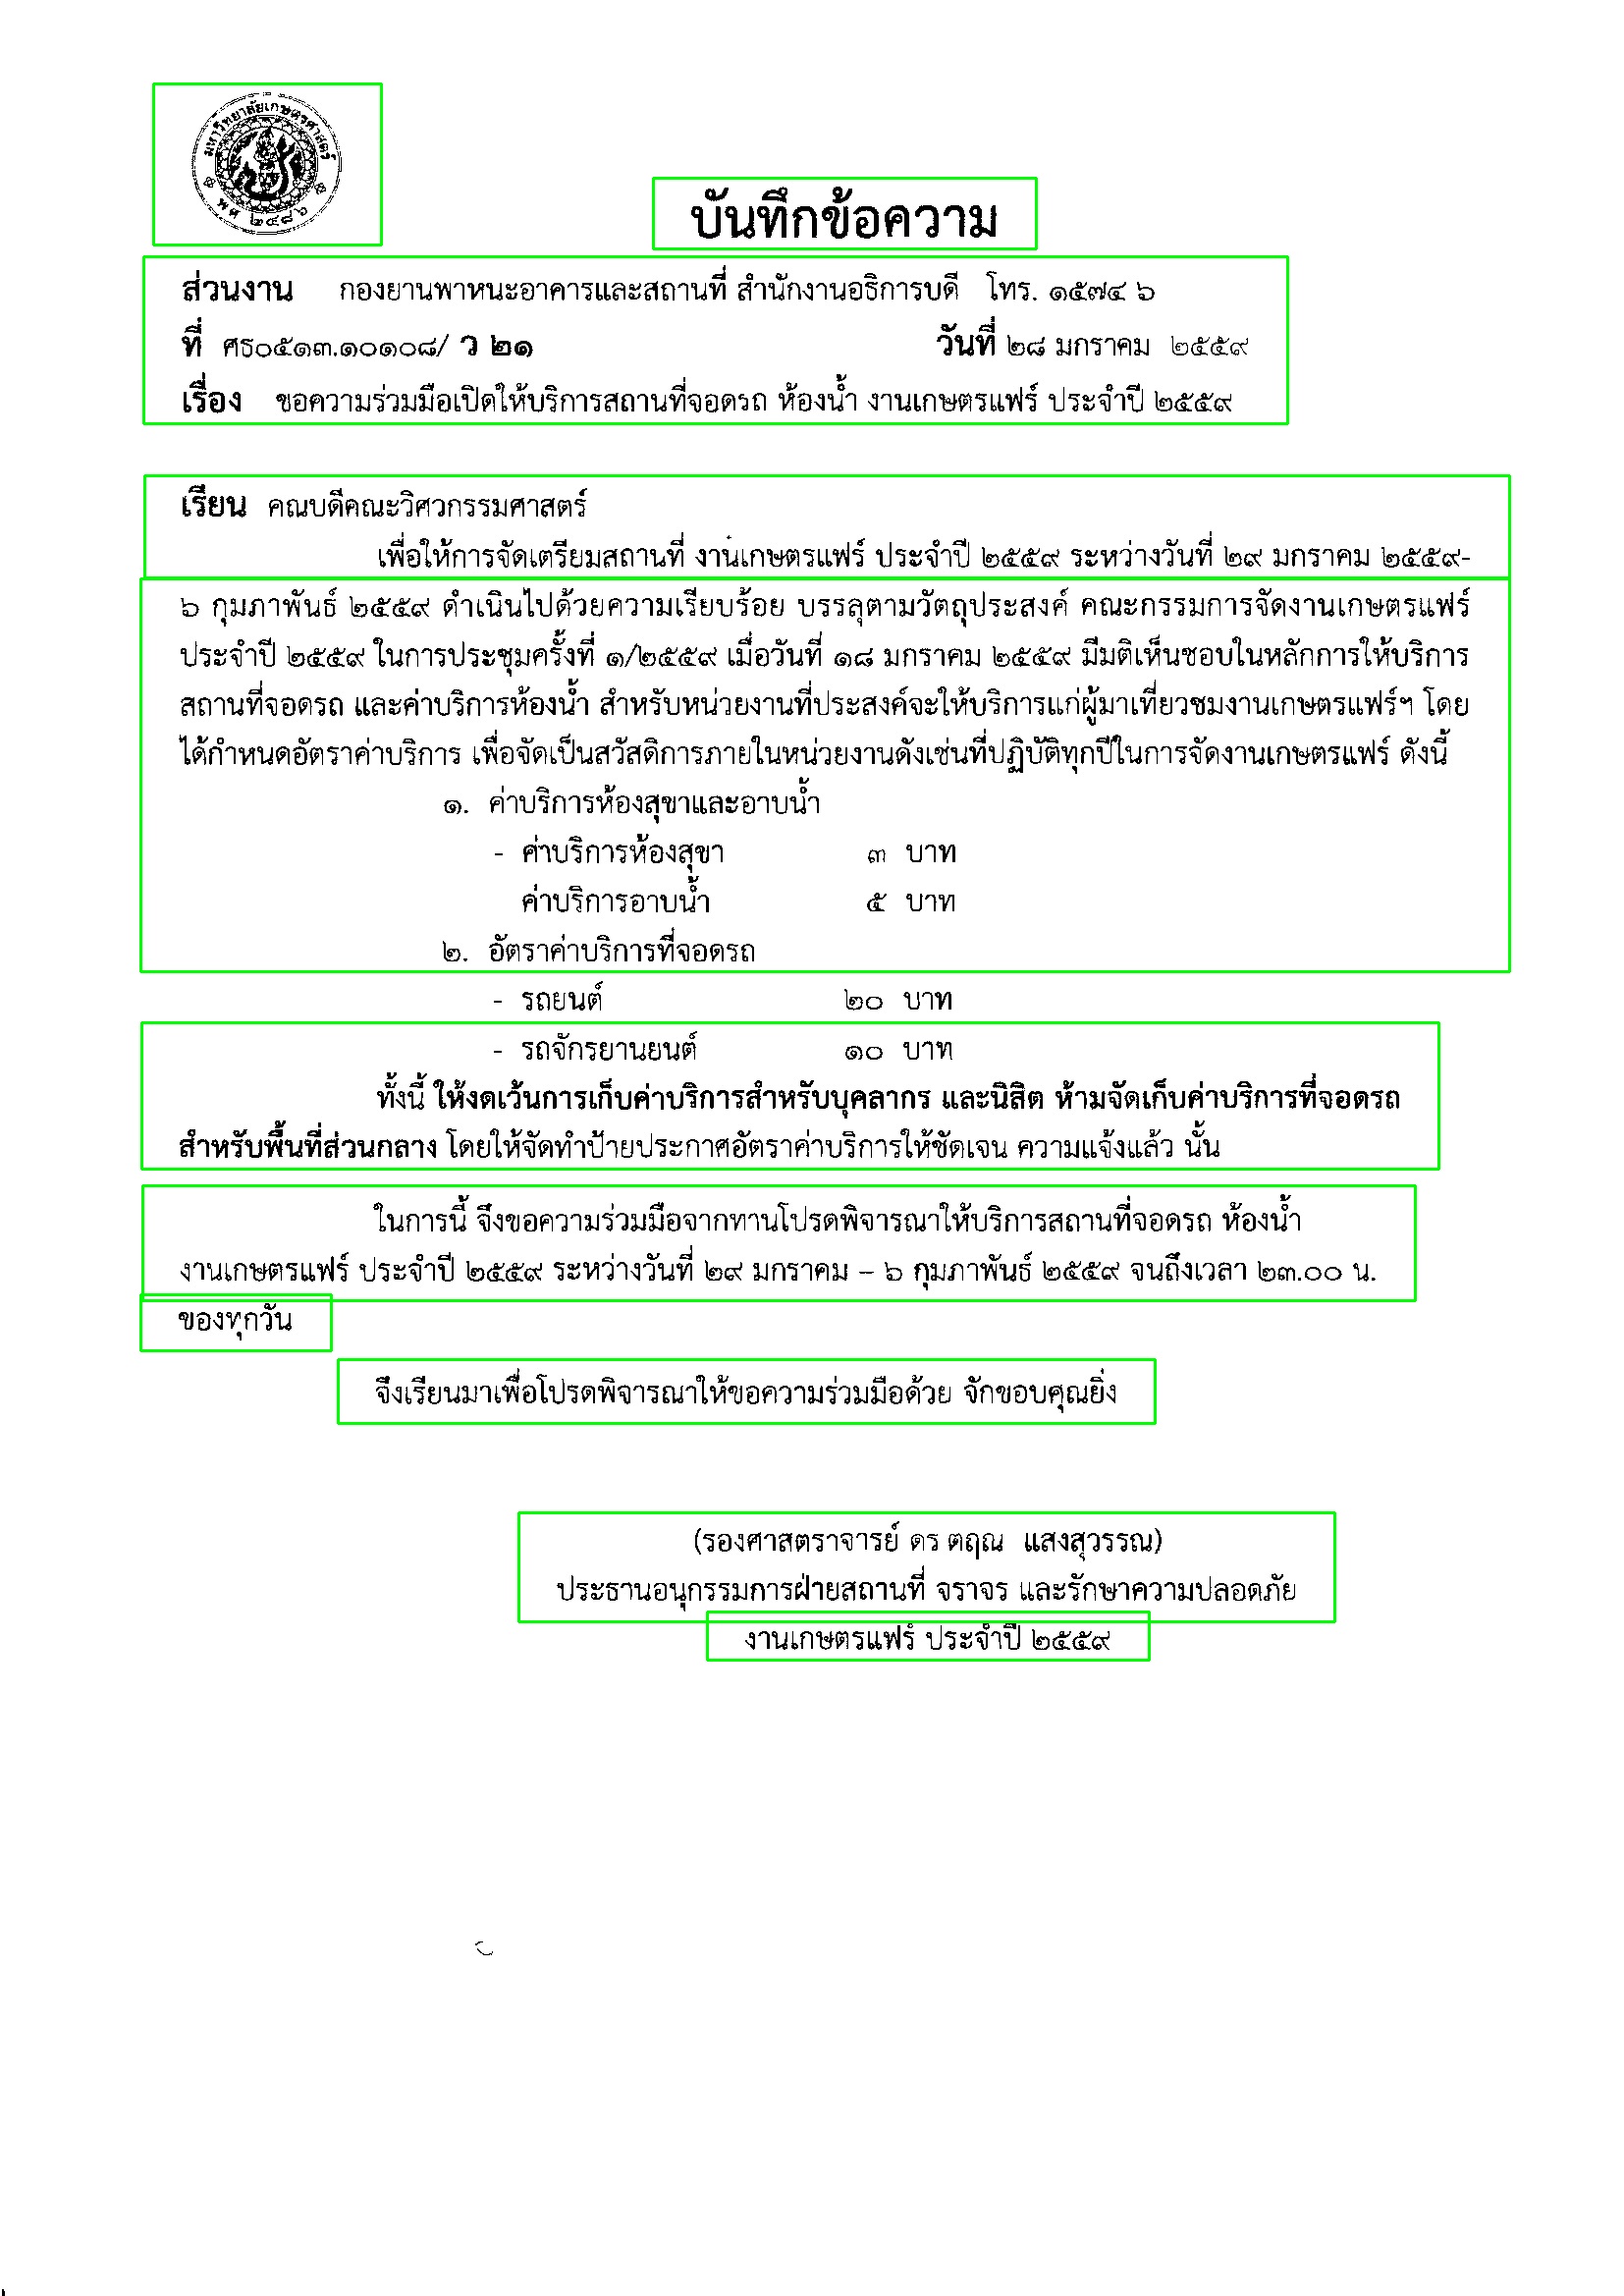 มหาวิทยาลัยเกษตรศาสตร์
พศ ๒๔๘๖
บันทึกข้อความ
ส่วนงาน กองยานพาหนะอาคารและสถานที่ สำนักงานอธิการบดี โทร. ๑๕๗๔ ๖
ที่ ศธ๐๕๑๓.๑๐๑๐๘/ ว ๒๑ วันที่ ๒๘ มกราคม ๒๕๕๙
เรื่อง ขอความร่วมมือเปิดให้บริการสถานที่จอดรถ ห้องน้ำ งานเกษตรแฟร์ ประจำปี ๒๕๕๙
เรียน คณบดีคณะวิศวกรรมศาสตร์
เพื่อให้การจัดเตรียมสถานที่ งานเกษตรแฟร์ ประจำปี ๒๕๕๙ ระหว่างวันที่ ๒๙ มกราคม ๒๕๕๙-
๖ กุมภาพันธ์ ๒๕๕๙ ดำเนินไปด้วยความเรียบร้อย บรรลุตามวัตถุประสงค์ คณะกรรมการจัดงานเกษตรแฟร์
ประจำปี ๒๕๕๙ ในการประชุมครั้งที่ ๑/๒๕๕๙ เมื่อวันที่ ๑๘ มกราคม ๒๕๕๙ มีมติเห็นชอบในหลักการให้บริการ
สถานที่จอดรถ และค่าบริการห้องน้ำ สำหรับหน่วยงานที่ประสงค์จะให้บริการแก่ผู้มาเที่ยวชมงานเกษตรแฟร์ฯ โดย
ได้กำหนดอัตราค่าบริการ เพื่อจัดเป็นสวัสดิการภายในหน่วยงานดังเช่นที่ปฏิบัติทุกปีในการจัดงานเกษตรแฟร์ ดังนี้
๑. ค่าบริการห้องสุขาและอาบน้ำ
- ค่าบริการห้องสุขา ๓ บาท
ค่าบริการอาบน้ำ ๕ บาท
๒. อัตราค่าบริการที่จอดรถ
- รถยนต์ ๒๐ บาท
- รถจักรยานยนต์ ๑๐ บาท
ทั้งนี้ ให้งดเว้นการเก็บค่าบริการสำหรับบุคลากร และนิสิต ห้ามจัดเก็บค่าบริการที่จอดรถ
สำหรับพื้นที่ส่วนกลาง โดยให้จัดทำป้ายประกาศอัตราค่าบริการให้ชัดเจน ความแจ้งแล้ว นั้น
ในการนี้ จึงขอความร่วมมือจากทานโปรดพิจารณาให้บริการสถานที่จอดรถ ห้องน้ำ
งานเกษตรแฟร์ ประจำปี ๒๕๕๙ ระหว่างวันที่ ๒๙ มกราคม – ๖ กุมภาพันธ์ ๒๕๕๙ จนถึงเวลา ๒๓.๐๐ น.
ของทุกวัน
จึงเรียนมาเพื่อโปรดพิจารณาให้ขอความร่วมมือด้วย จักขอบคุณยิ่ง
(รองศาสตราจารย์ ดร ตฤณ แสงสุวรรณ)
ประธานอนุกรรมการฝ่ายสถานที่ จราจร และรักษาความปลอดภัย
งานเกษตรแฟร์ ประจำปี ๒๕๕๙